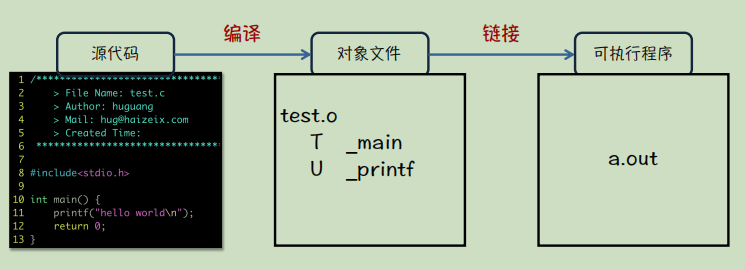 源代码
编译
对象文件
链接
可执行程序
1 /******************************
2 > File Name: test.c
3 > Author: huguang
4 > Mail: hug@haizeix.com
5 > Created Time:
6 ******************************
7
8 #include<stdio.h>
9
10 int main() {
11 printf("hello world\n");
12 return 0;
13 }
test.o
T _main
U _printf
a.out